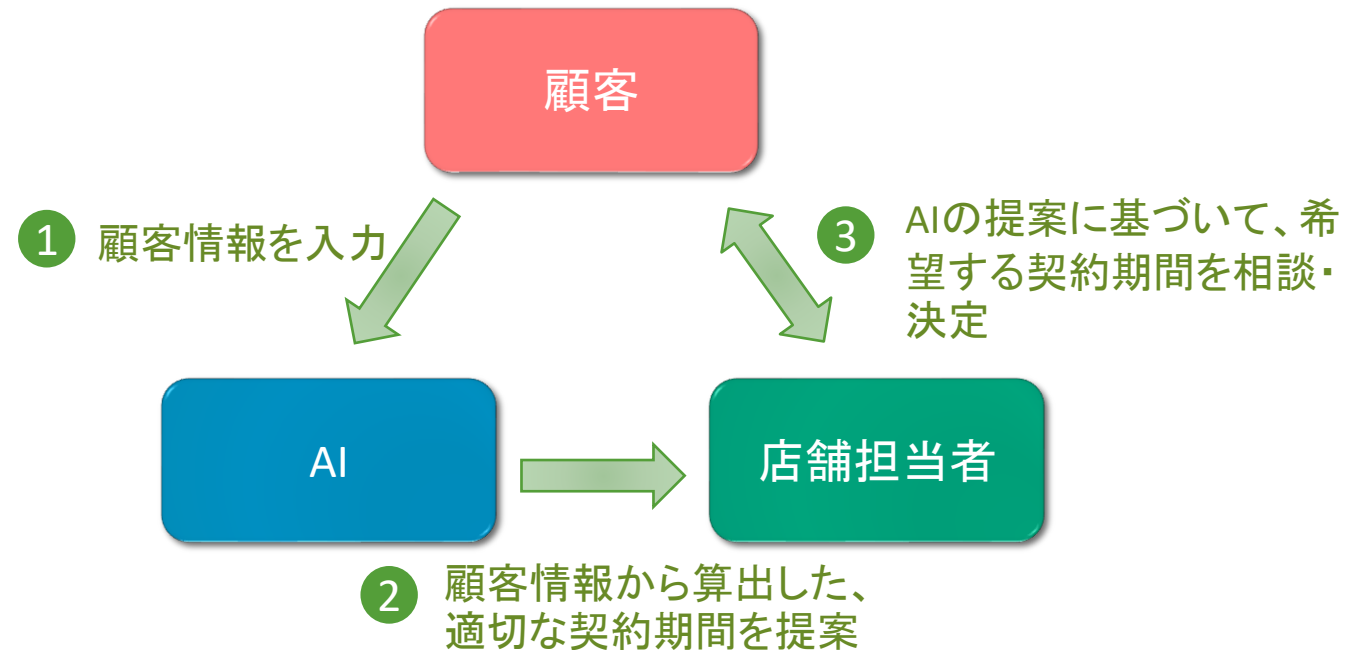 顧客
1 顧客情報を入力
3 AIの提案に基づいて、希
望する契約期間を相談・
決定
AI
店舗担当者
2 顧客情報から算出した、
適切な契約期間を提案